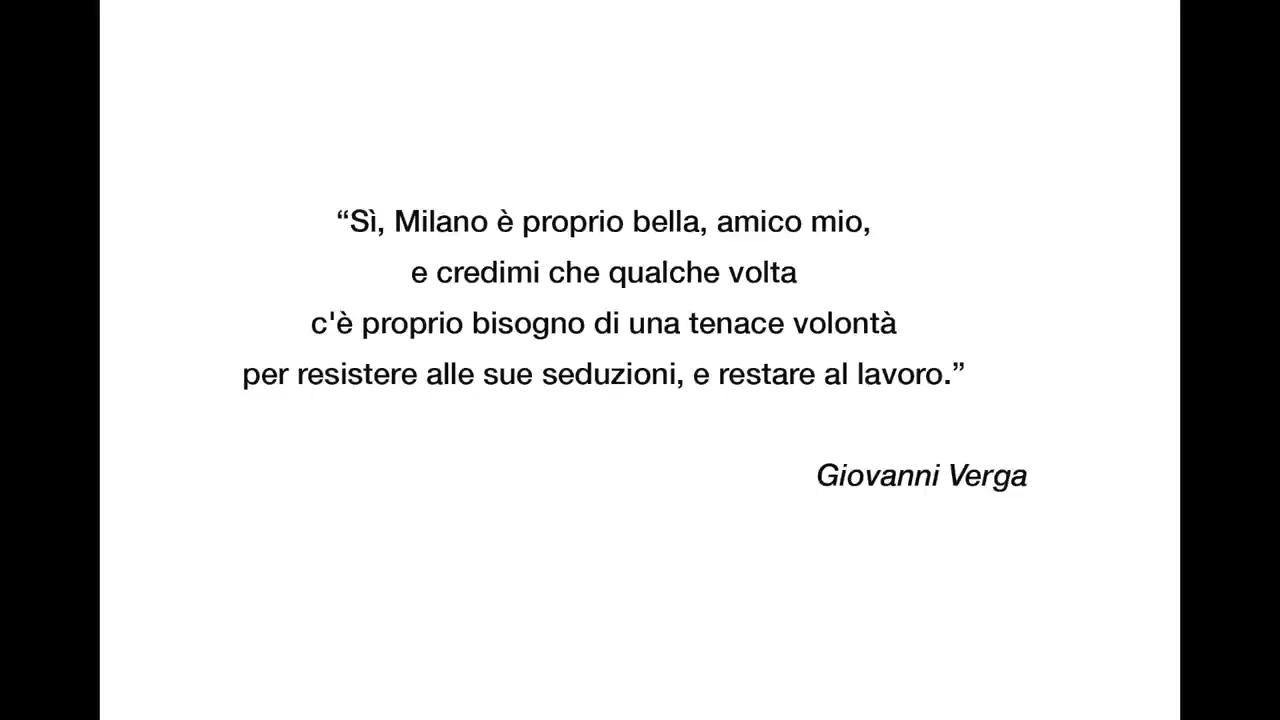 “Sì, Milano è proprio bella, amico mio,
e credimi che qualche volta
c'è proprio bisogno di una tenace volontà
per resistere alle sue seduzioni, e restare al lavoro.”
Giovanni Verga